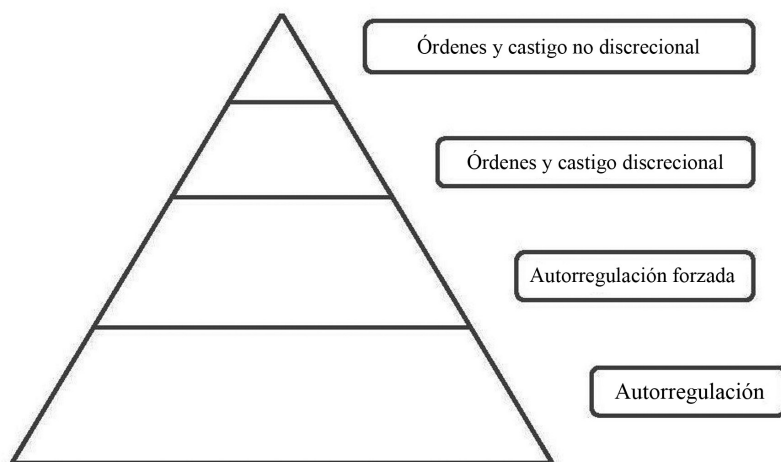 Órdenes y castigo no discrecional
Órdenes y castigo discrecional
Autorregulación forzada
Autorregulación